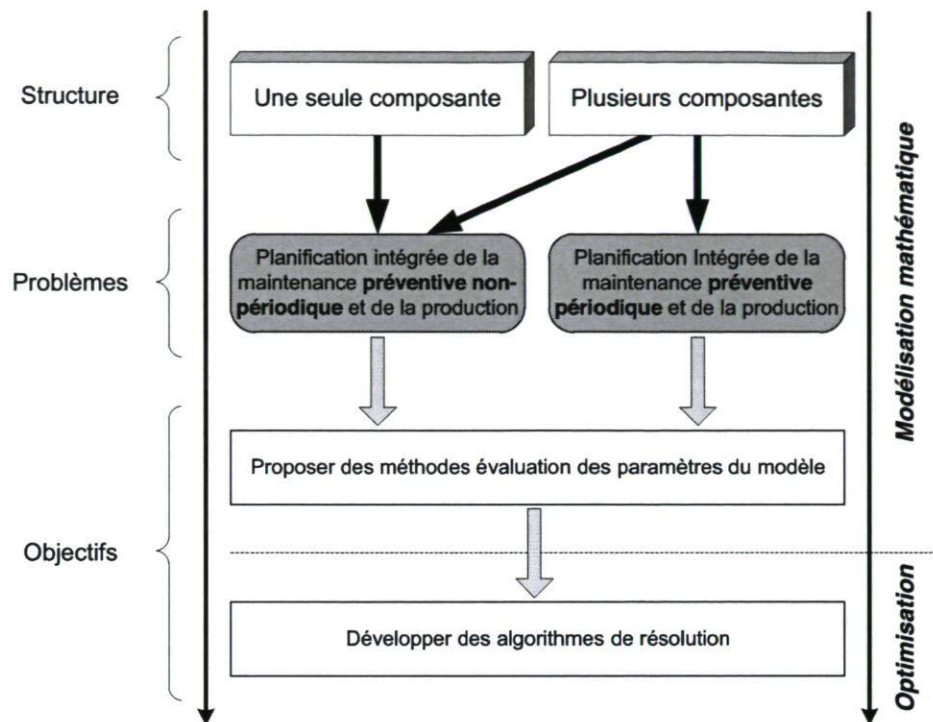 Structure
Une seule composante
Plusieurs composantes
Problèmes
Planification intégrée de la
maintenance préventive non-
périodique et de la production
Planification Intégrée de la
maintenance préventive
périodique et de la production
Modélisation mathématique
Objectifs
Proposer des méthodes évaluation des paramètres du modèle
Développer des algorithmes de résolution
Optimisation